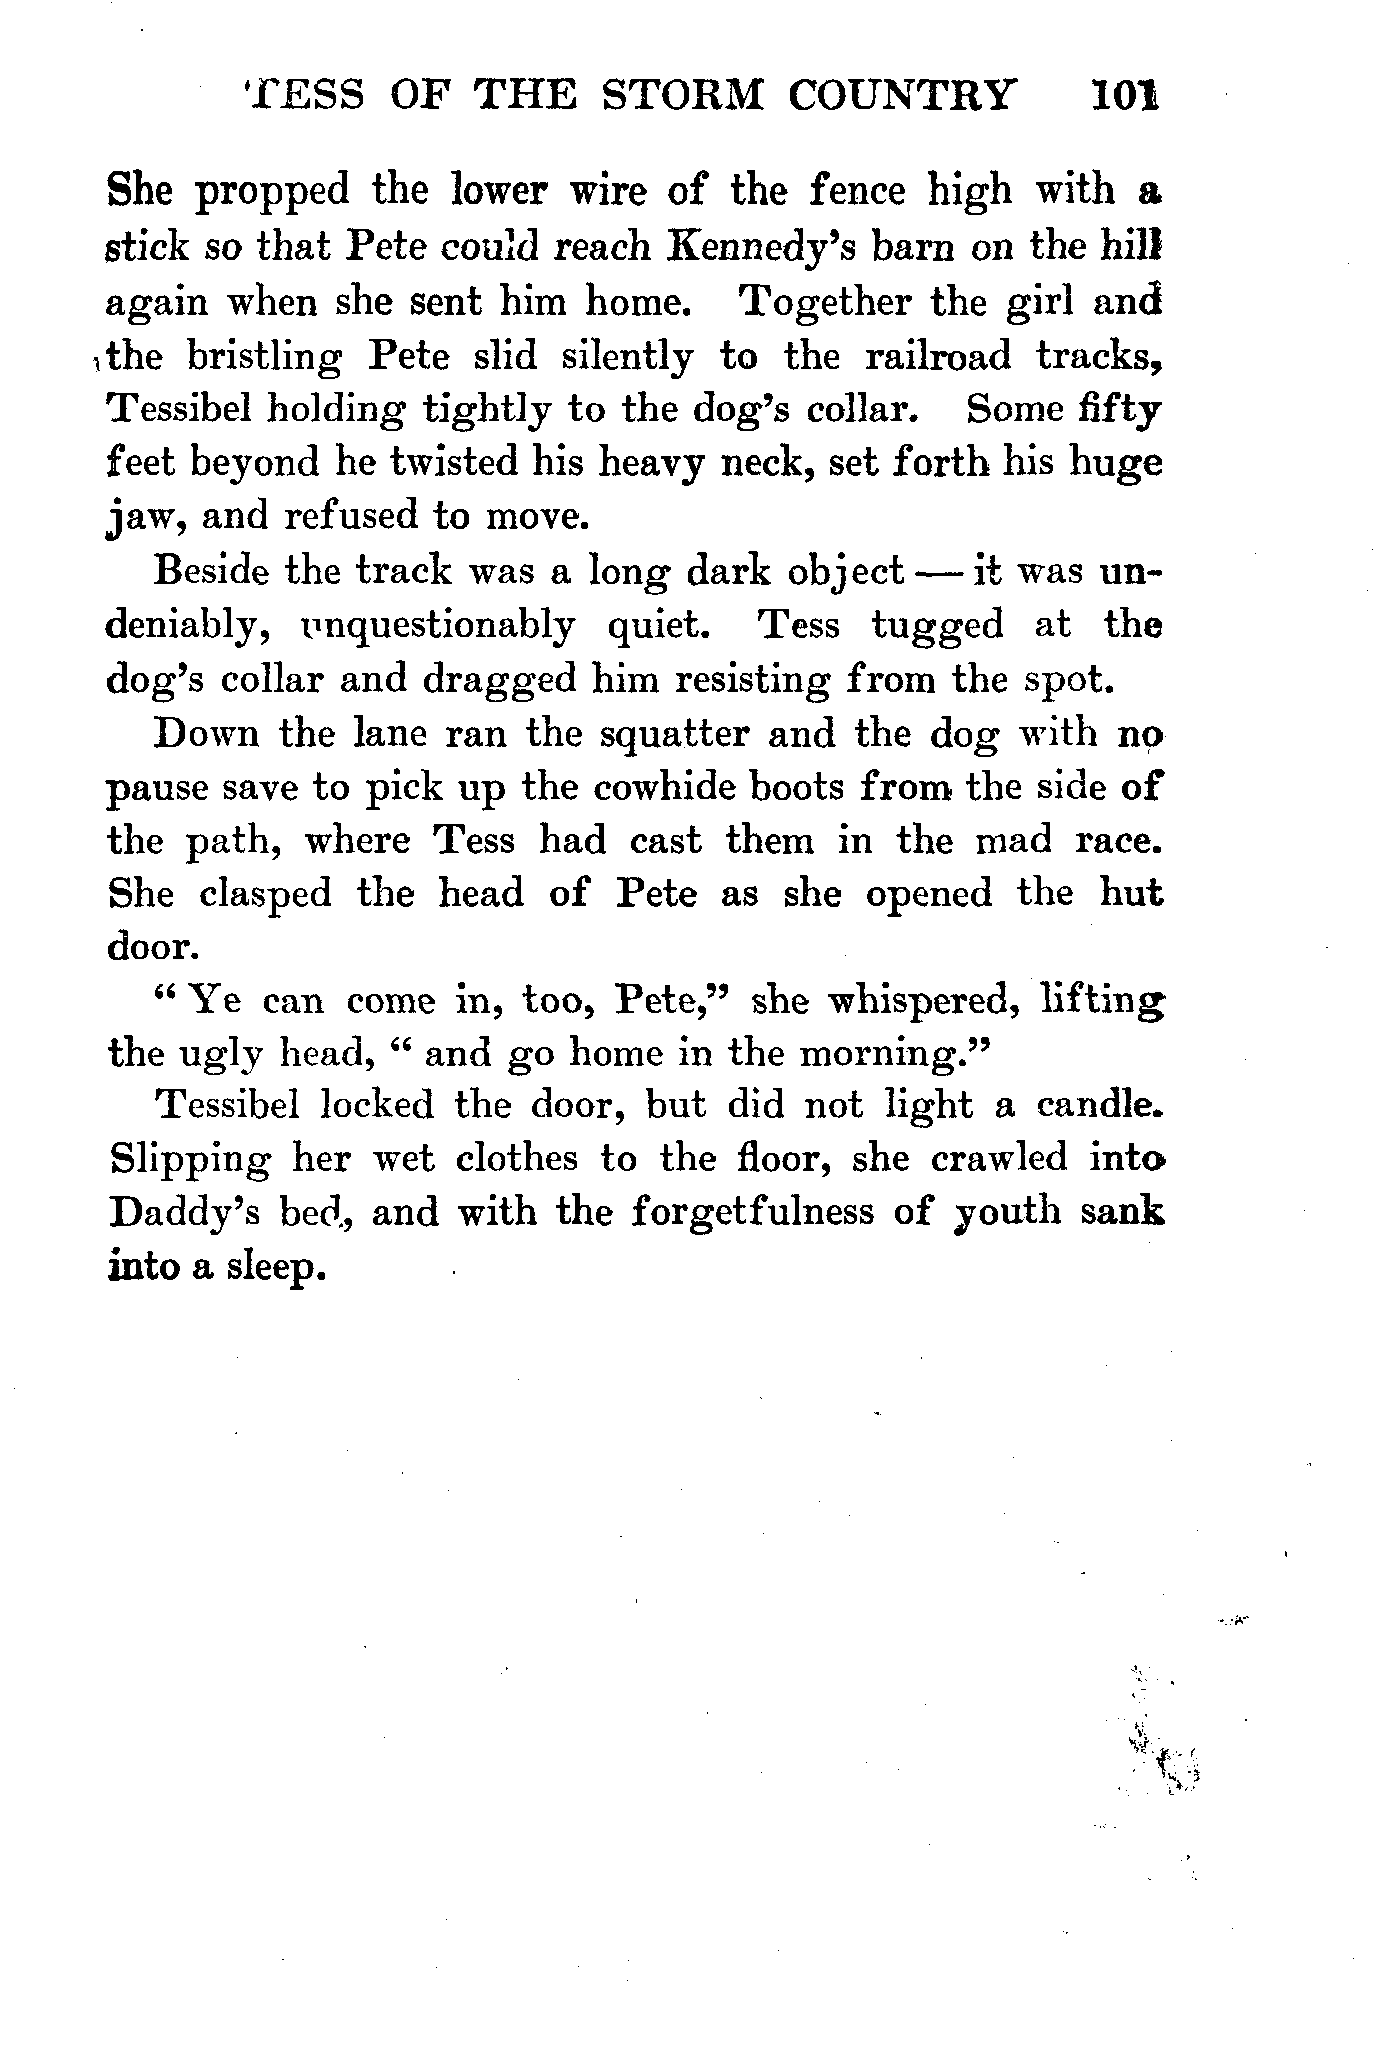 TESS OF THE STORM COUNTRY 101
She propped the lower wire of the fence high with a
stick so that Pete could reach Kennedy's barn on the hill
again when she sent him home. Together the girl and
the bristling Pete slid silently to the railroad tracks,
Tessibel holding tightly to the dog's collar. Some fifty
feet beyond he twisted his heavy neck, set forth his huge
jaw, and refused to move.
Beside the track was a long dark object — it was un-
deniably, unquestionably quiet. Tess tugged at the
dog's collar and dragged him resisting from the spot.
Down the lane ran the squatter and the dog with no
pause save to pick up the cowhide boots from the side of
the path, where Tess had cast them in the mad race.
She clasped the head of Pete as she opened the hut
door.
“ Ye can come in, too, Pete,” she whispered, lifting
the ugly head, “ and go home in the morning.”
Tessibel locked the door, but did not light a candle.
Slipping her wet clothes to the floor, she crawled into
Daddy's bed, and with the forgetfulness of youth sank
into a sleep.